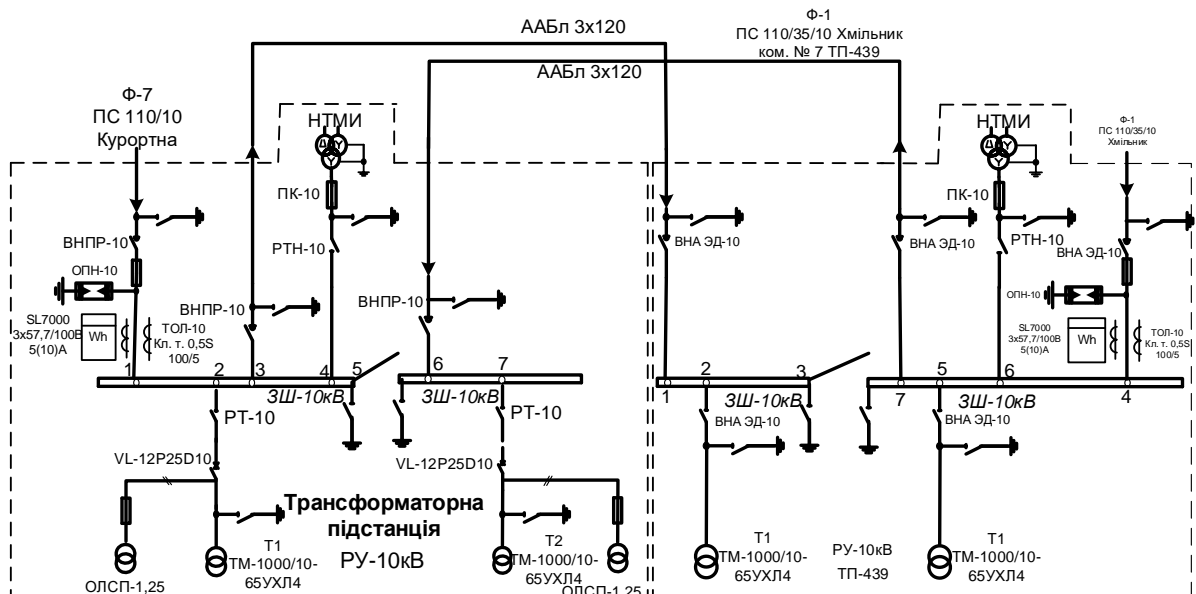 ААБл 3х120
Ф-1
ПС 110/35/10 Хмільник
ком. № 7 ТП-439
ААБл 3х120
Ф-7
ПС 110/10
Курортна
НТМИ
ПК-10
РТН-10
ВНПР-10
ОПН-10
SL7000
3х57,7/100В
5(10)А
Wh
ТОЛ-10
Кл. т. 0,5S
100/5
ВНПР-10
ВНПР-10
1
2
3
4
5
6
7
ЗШ-10кВ
ЗШ-10кВ
РТ-10
РТ-10
VL-12P25D10
VL-12P25D10
Трансформаторна
підстанція
РУ-10кВ
ОЛСП-1,25
Т1
ТМ-1000/10-
65УХЛ4
Т2
ТМ-1000/10-
65УХЛ4
ОЛСП-1,25
НТМИ
ПК-10
РТН-10
Ф-1
ПС 110/35/10
Хмільник
ВНА ЭД-10
ВНА ЭД-10
ВНА ЭД-10
ОПН-10
SL7000
3х57,7/100В
5(10)А
Wh
ТОЛ-10
Кл. т. 0,5S
100/5
1
2
3
7
5
6
4
ЗШ-10кВ
ЗШ-10кВ
ВНА ЭД-10
ВНА ЭД-10
Т1
ТМ-1000/10-
65УХЛ4
РУ-10кВ
ТП-439
Т1
ТМ-1000/10-
65УХЛ4